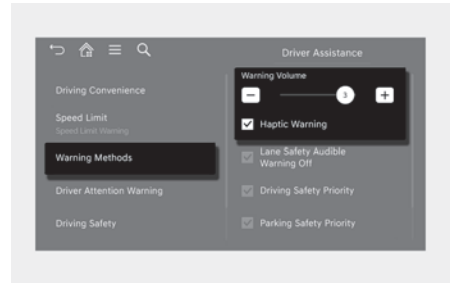 Driver Assistance
Driving Convenience
Speed Limit
Speed Limit Warning
Warning Methods
Driver Attention Warning
Driving Safety
Warning Volume
3
Haptic Warning
Lane Safety Audible
Warning Off
Driving Safety Priority
Parking Safety Priority